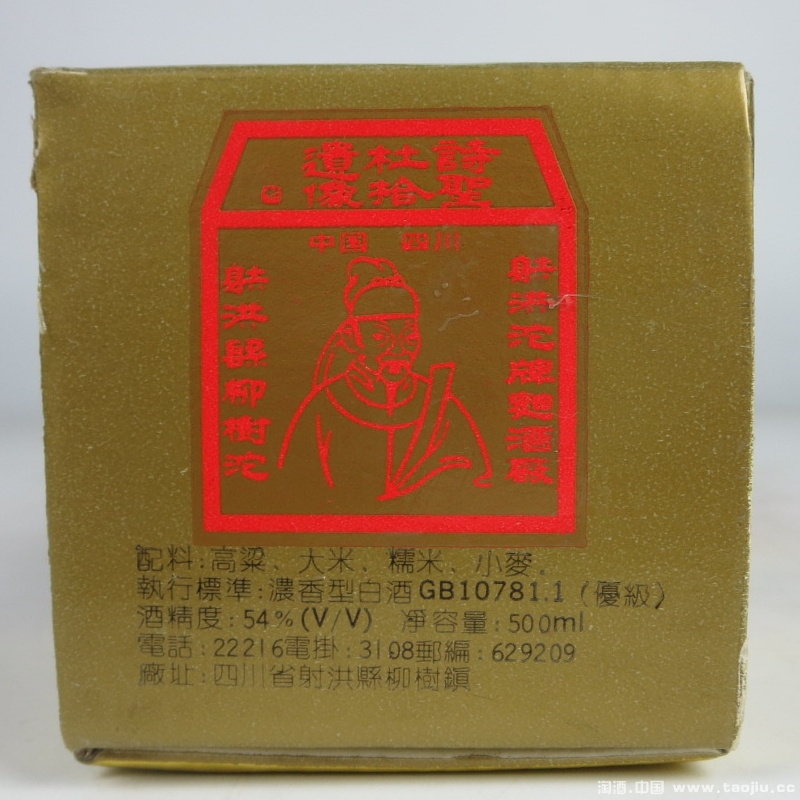 詩聖
杜拾
遺像
中国 四川
射洪沱牌麴酒廠
射洪縣柳樹沱
配料:高粱、大米、糯米、小麥.
執行標準:濃香型白酒GB10781.1(優級)
酒精度:54%(V/V) 凈容量:500ml
電話:22216電掛:3198郵編:629209
廠址:四川省射洪縣柳樹鎮
淘酒.中国 www.taojiu.cc